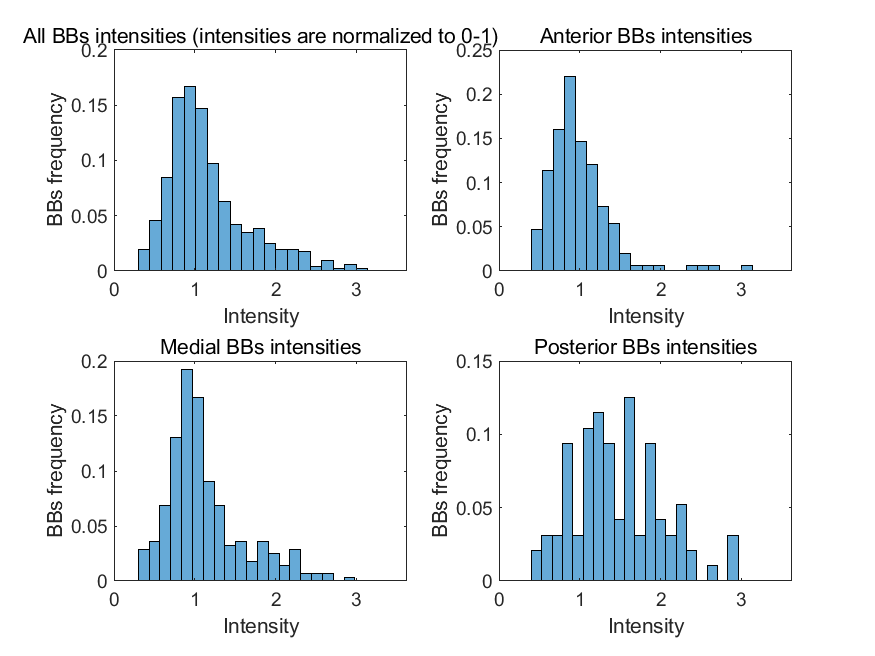 All BBs intensities (intensities are normalized to 0-1)
0.2
0.15
0.1
0.05
0
BBs frequency
0 1 2 3
Intensity
Anterior BBs intensities
0.25
0.2
0.15
0.1
0.05
0
BBs frequency
0 1 2 3
Intensity
Medial BBs intensities
0.2
0.15
0.1
0.05
0
BBs frequency
0 1 2 3
Intensity
Posterior BBs intensities
0.15
0.1
0.05
0
BBs frequency
0 1 2 3
Intensity